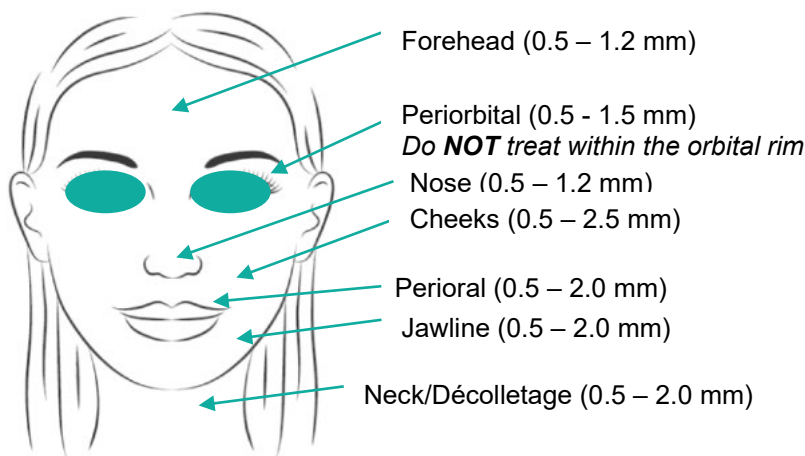 Forehead (0.5 – 1.2 mm)
Periorbital (0.5 - 1.5 mm)
Do NOT treat within the orbital rim
Nose (0.5 – 1.2 mm)
Cheeks (0.5 – 2.5 mm)
Perioral (0.5 – 2.0 mm)
Jawline (0.5 – 2.0 mm)
Neck/Décolletage (0.5 – 2.0 mm)